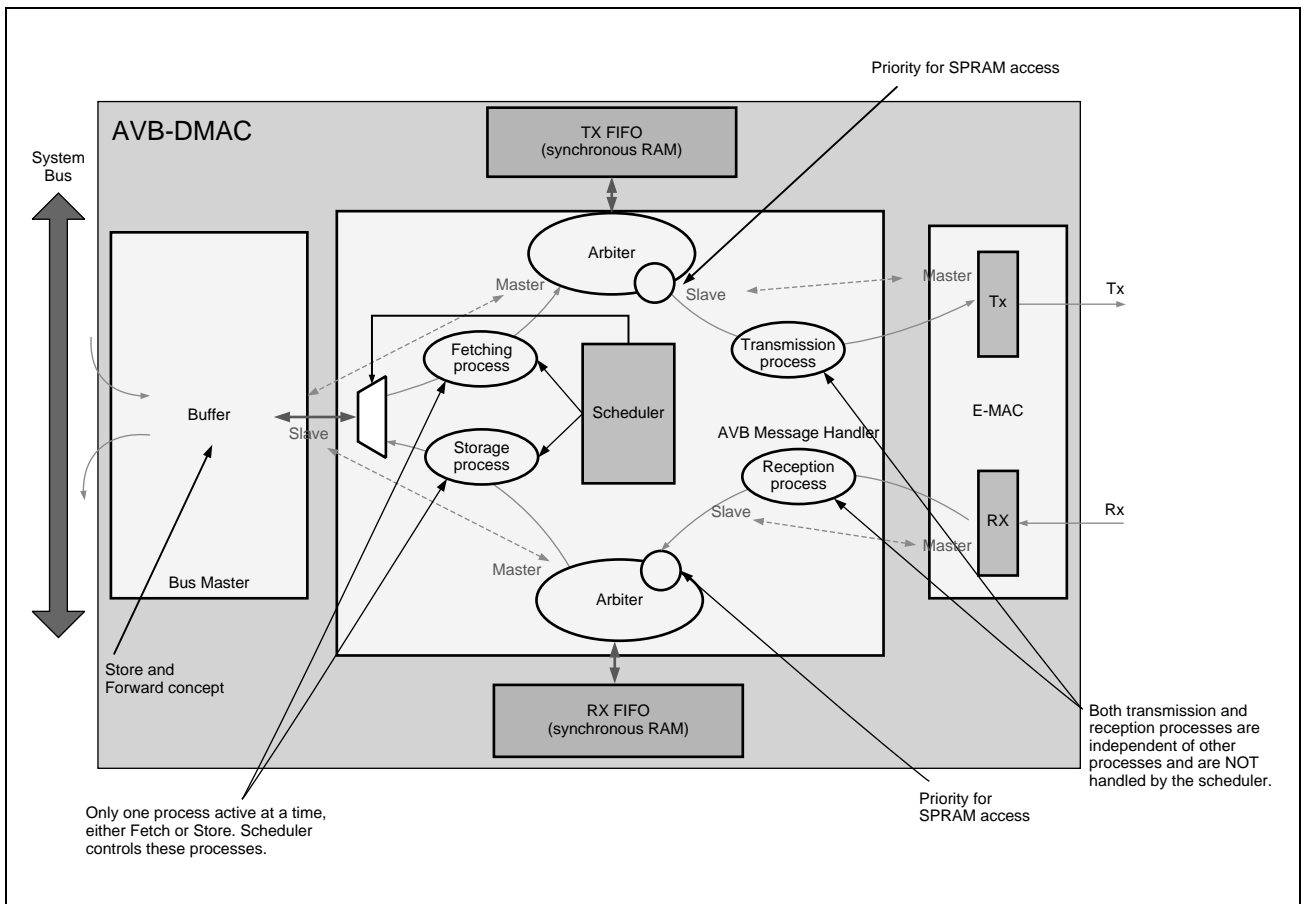 Priority for SPRAM access
AVB-DMAC
TX FIFO
(synchronous RAM)
System
Bus
Arbiter
Master
Slave
Master
Tx
Tx
Fetching
process
Transmission
process
Scheduler
E-MAC
Buffer
Slave
AVB Message Handler
Storage
process
Reception
process
Slave
RX
Rx
Master
Master
Bus Master
Arbiter
Store and
Forward concept
RX FIFO
(synchronous RAM)
Both transmission and
reception processes are
independent of other
processes and are NOT
handled by the scheduler.
Only one process active at a time,
either Fetch or Store. Scheduler
controls these processes.
Priority for
SPRAM access